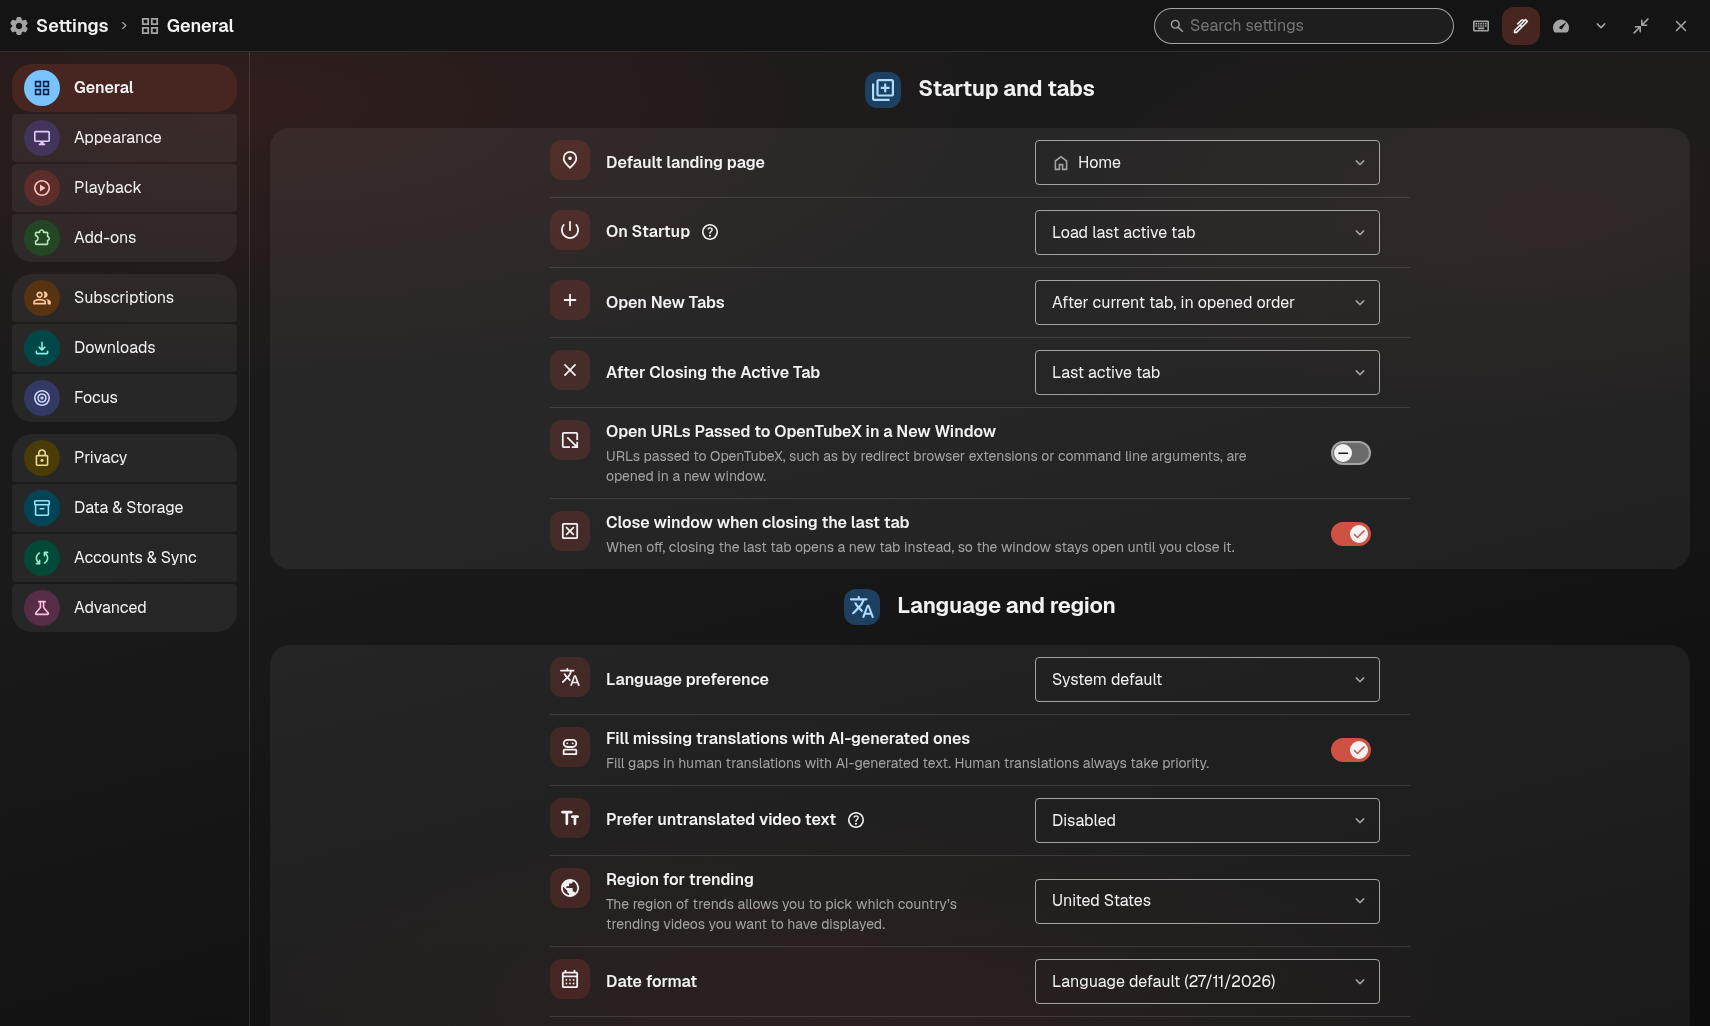 Settings
General
Search settings
General
Appearance
Playback
Add-ons
Subscriptions
Downloads
Focus
Privacy
Data & Storage
Accounts & Sync
Advanced
Startup and tabs
Default landing page
Home
On Startup
Load last active tab
Open New Tabs
After current tab, in opened order
After Closing the Active Tab
Last active tab
Open URLs Passed to OpenTubeX in a New Window
URLs passed to OpenTubeX, such as by redirect browser extensions or command line arguments, are
opened in a new window.
Close window when closing the last tab
When off, closing the last tab opens a new tab instead, so the window stays open until you close it.
Language and region
Language preference
System default
Fill missing translations with AI-generated ones
Fill gaps in human translations with AI-generated text. Human translations always take priority.
Prefer untranslated video text
Disabled
Region for trending
The region of trends allows you to pick which country's
trending videos you want to have displayed.
United States
Date format
Language default (27/11/2026)